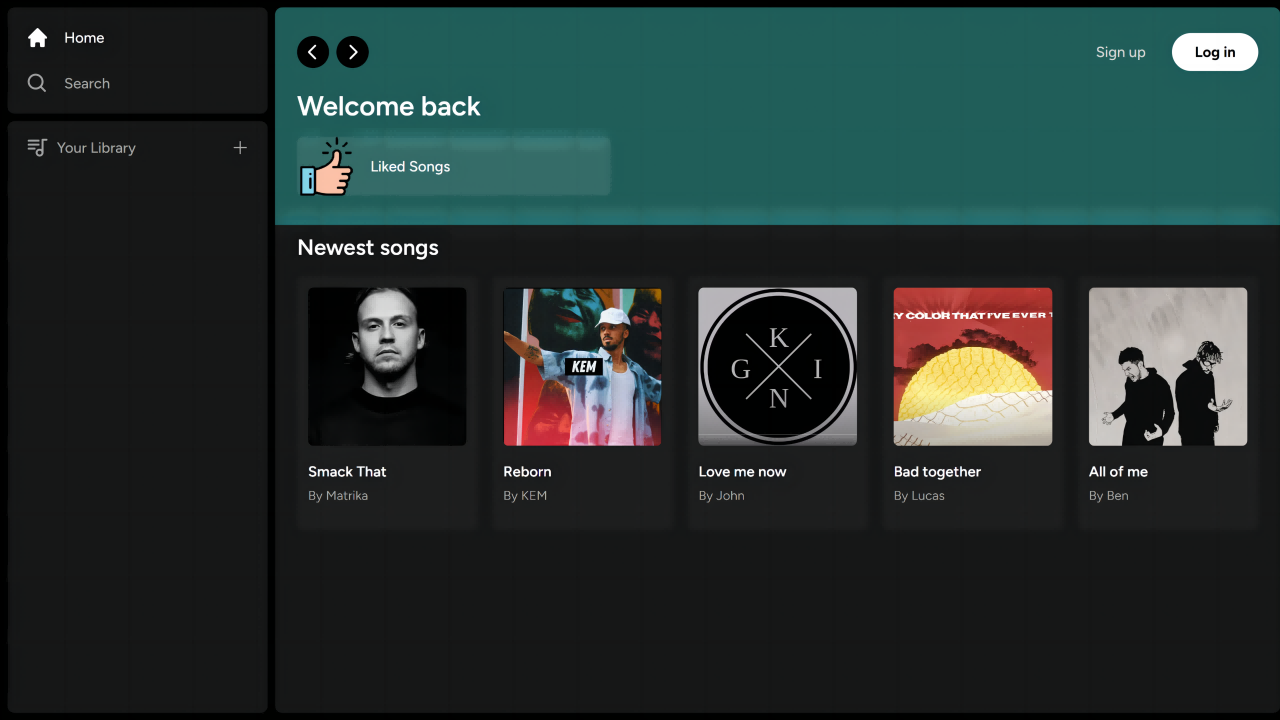 Home
Search
Your Library
Sign up
Log in
Welcome back
Liked Songs
Newest songs
KEM
K
G I
N
Y COLOR THAT I'VE EVER
Smack That
By Matrika
Reborn
By KEM
Love me now
By John
Bad together
By Lucas
All of me
By Ben